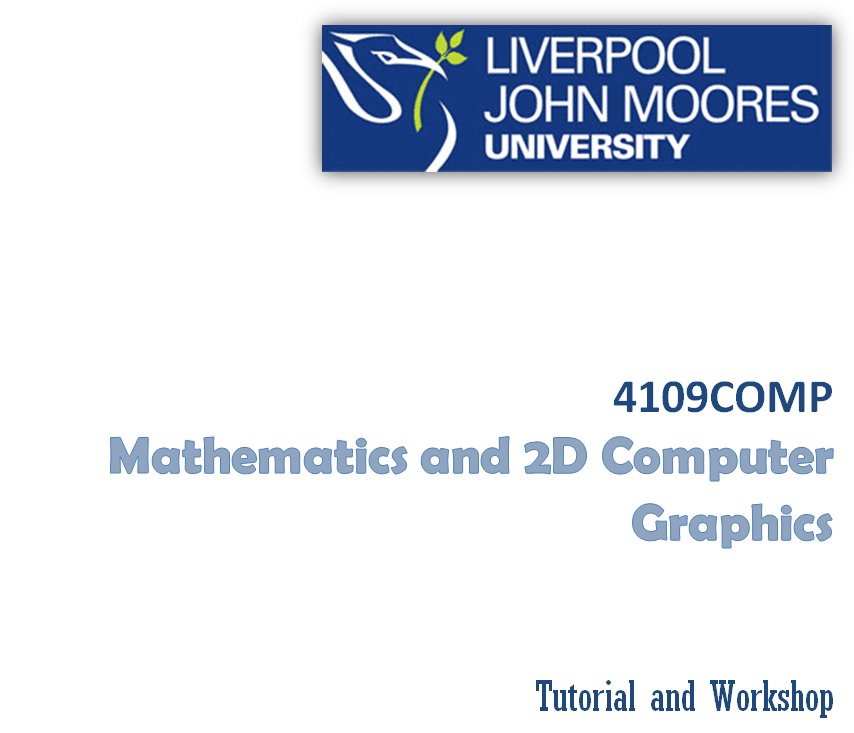 LIVERPOOL
JOHN MOORES
UNIVERSITY
4109COMP
Mathematics and 2D Computer
Graphics
Tutorial and Workshop